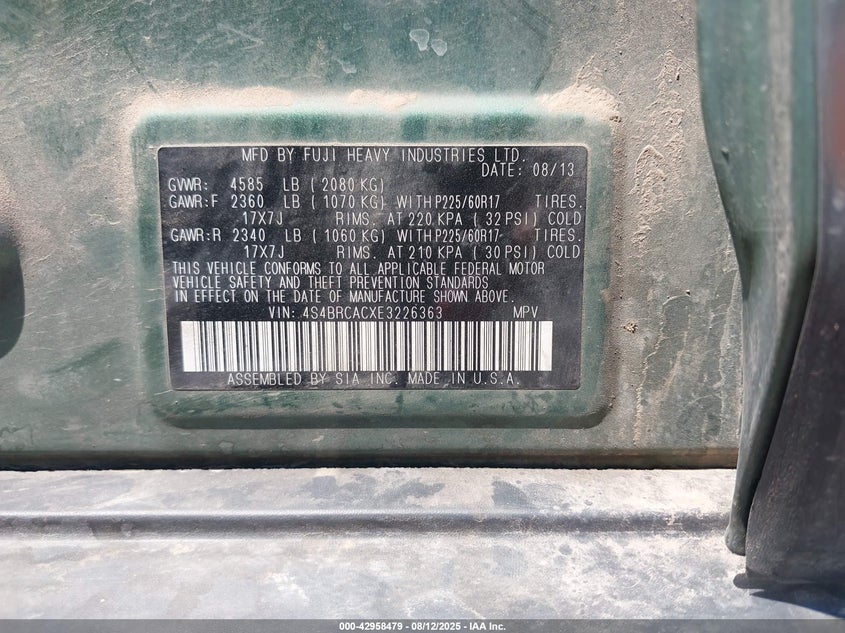 MFD BY FUJI HEAVY INDUSTRIES LTD.
DATE: 08/13
GVWR: 4585 LB ( 2080 KG)
GAWR:F 2360 LB ( 1070 KG) WITH P225/60R17 TIRES.
17X7J RIMS. AT 220 KPA ( 32 PSI) COLD
GAWR:R 2340 LB ( 1060 KG) WITH P225/60R17 TIRES.
17X7J RIMS. AT 210 KPA ( 30 PSI) COLD
THIS VEHICLE CONFORMS TO ALL APPLICABLE FEDERAL MOTOR
VEHICLE SAFETY AND THEFT PREVENTION STANDARDS
IN EFFECT ON THE DATE OF MANUFACTURE SHOWN ABOVE.
VIN: 4S4BRCACXE3226363 MPV
ASSEMBLED BY SIA INC. MADE IN U.S.A.
000-42958479 - 08/12/2025 - IAA Inc.